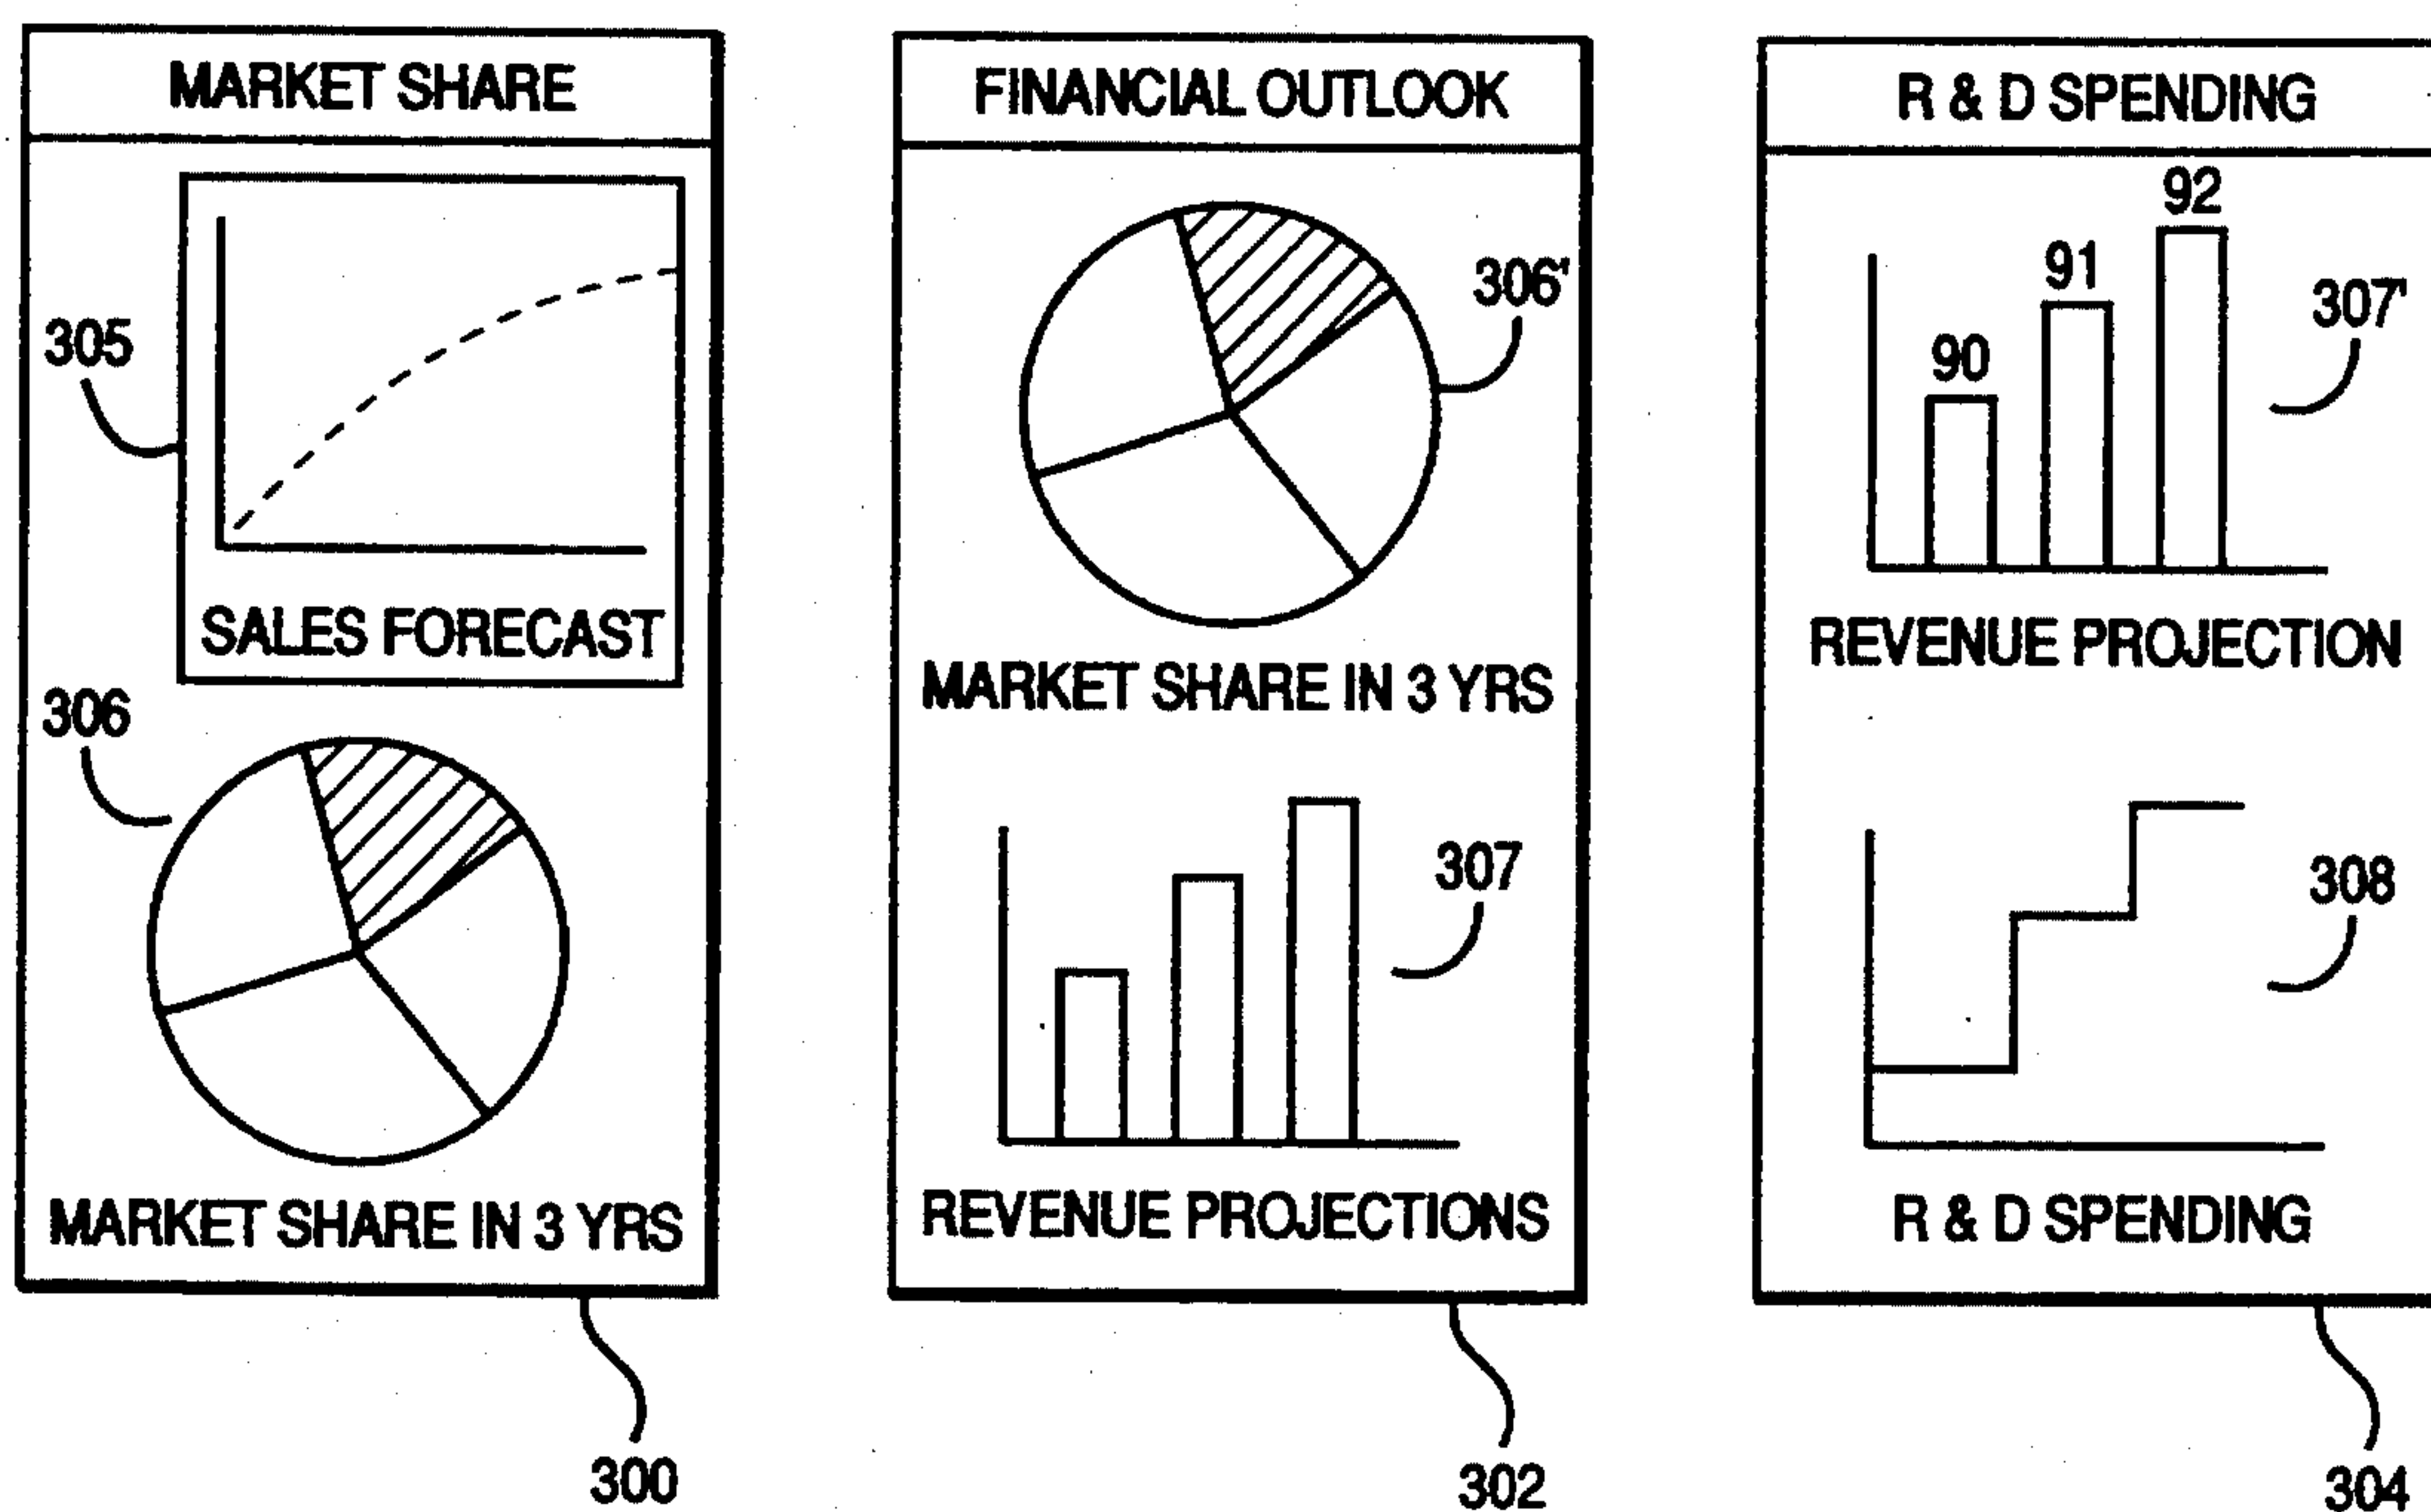 MARKET SHARE
305
SALES FORECAST
306
MARKET SHARE IN 3 YRS
300
FINANCIAL OUTLOOK
306'
MARKET SHARE IN 3 YRS
307
REVENUE PROJECTIONS
302
R & D SPENDING
92
91
90
307'
REVENUE PROJECTION
308
R & D SPENDING
304